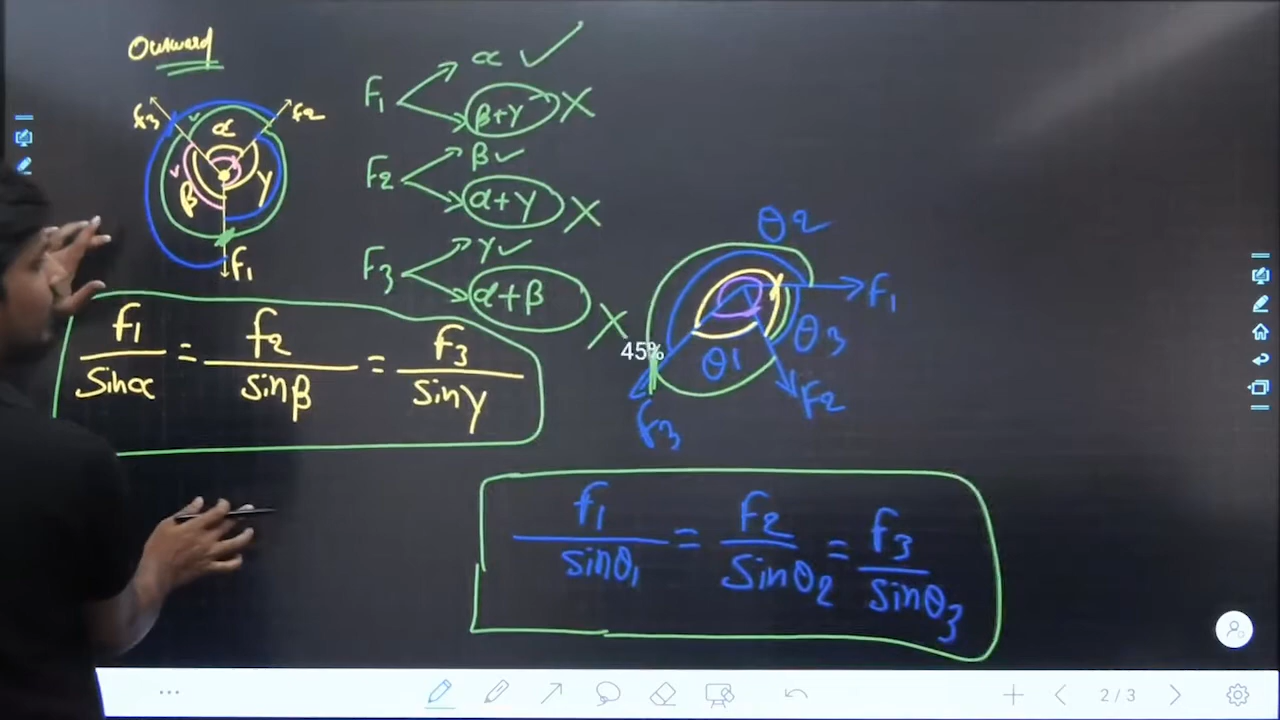 Outward
f3
f2
α
β
γ
F1
F1
α ✓
β+γ ✗
F2
β ✓
α+γ ✗
F3
γ ✓
α+β ✗
f1/sinα = f2/sinβ = f3/sinγ
θ2
F1
θ3
θ1
F2
F3
45%
f1/sinθ1 = F2/sinθ2 = F3/sinθ3
2/3